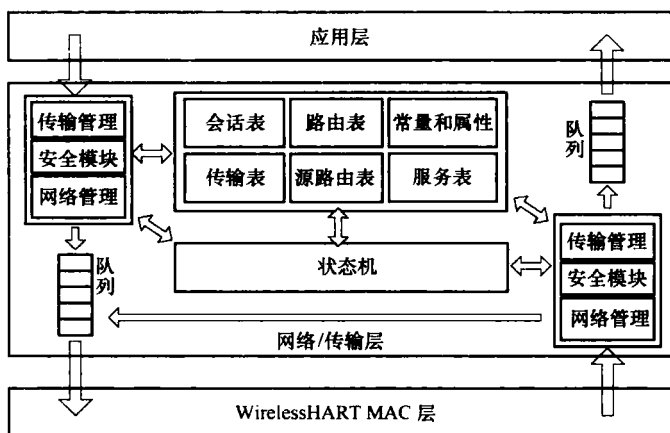 应用层
传输管理
安全模块
网络管理
会话表
路由表
常量和属性
传输表
源路由表
服务表
队列
状态机
队列
传输管理
安全模块
网络管理
网络/传输层
WirelessHART MAC 层